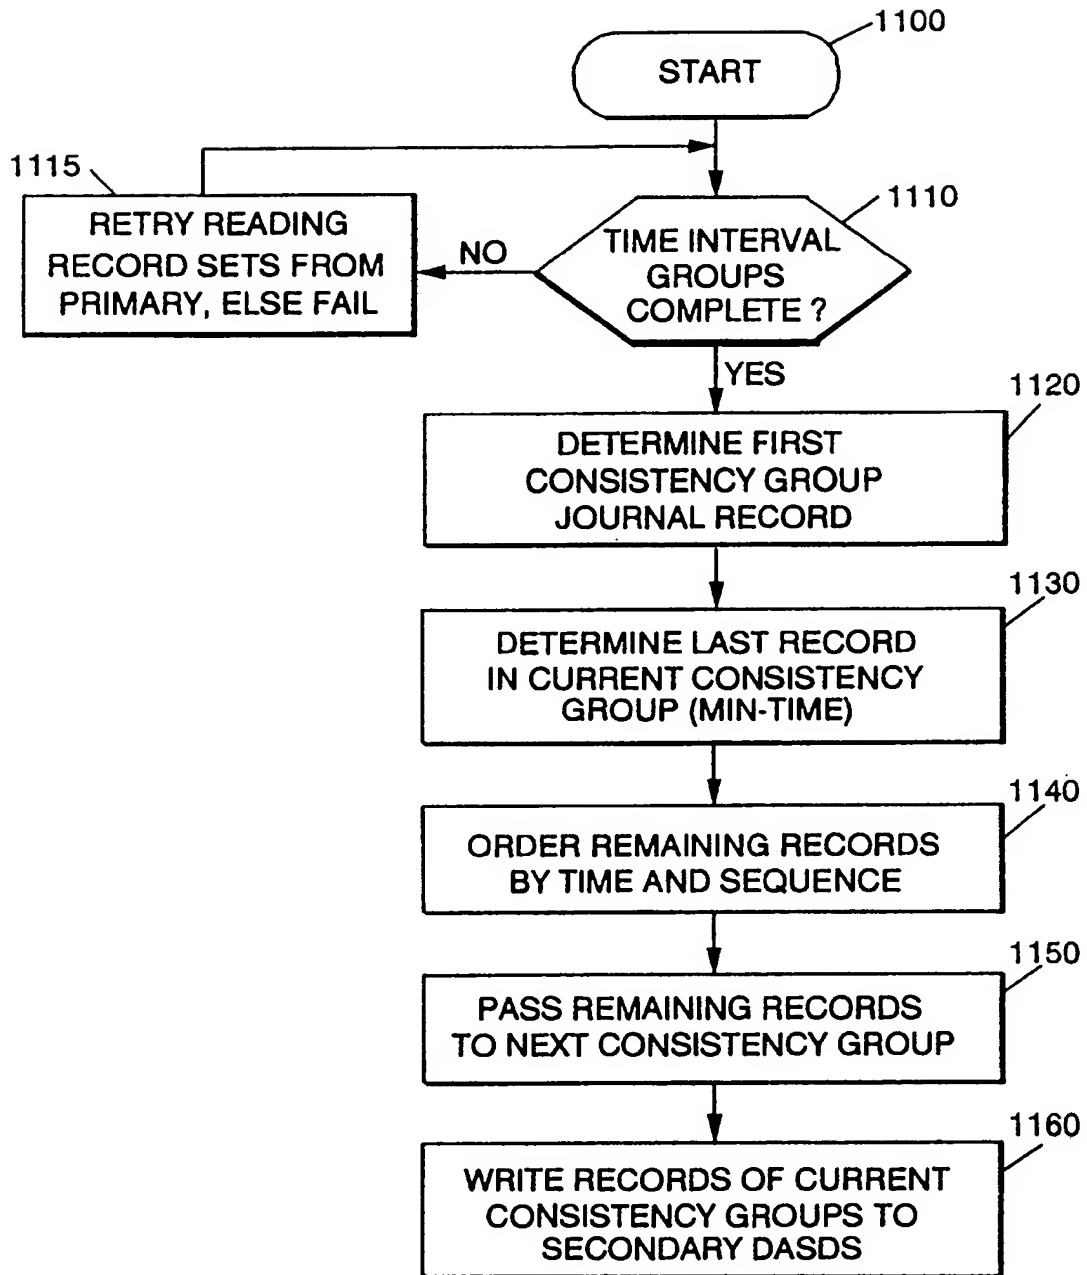 1100
START
1115
RETRY READING
RECORD SETS FROM
PRIMARY, ELSE FAIL
NO
1110
TIME INTERVAL
GROUPS
COMPLETE ?
YES
1120
DETERMINE FIRST
CONSISTENCY GROUP
JOURNAL RECORD
1130
DETERMINE LAST RECORD
IN CURRENT CONSISTENCY
GROUP (MIN-TIME)
1140
ORDER REMAINING RECORDS
BY TIME AND SEQUENCE
1150
PASS REMAINING RECORDS
TO NEXT CONSISTENCY GROUP
1160
WRITE RECORDS OF CURRENT
CONSISTENCY GROUPS TO
SECONDARY DASDS